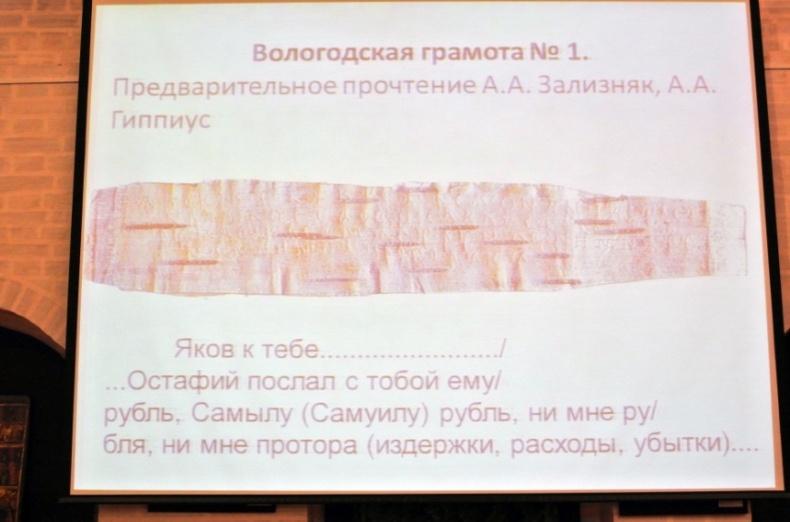 Вологодская грамота № 1.
Предварительное прочтение А.А. Зализняк, А.А.
Гиппиус
Яков к тебе........................./
...Остафий послал с тобой ему/
рубль, Самылу (Самуилу) рубль, ни мне ру/
бля, ни мне протора (издержки, расходы, убытки)....